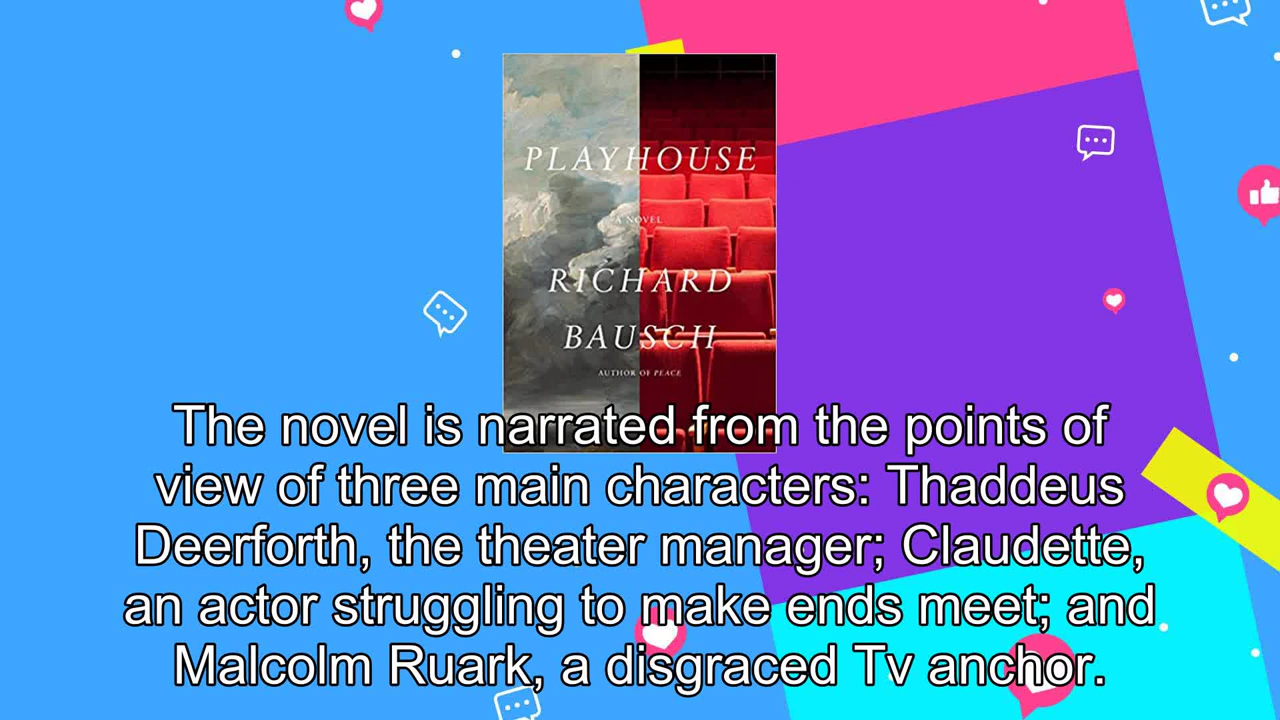 PLAYHOUSE
A NOVEL
RICHARD
BAUSCH
AUTHOR OF PEACE
The novel is narrated from the points of
view of three main characters: Thaddeus
Deerforth, the theater manager; Claudette,
an actor struggling to make ends meet; and
Malcolm Ruark, a disgraced Tv anchor.